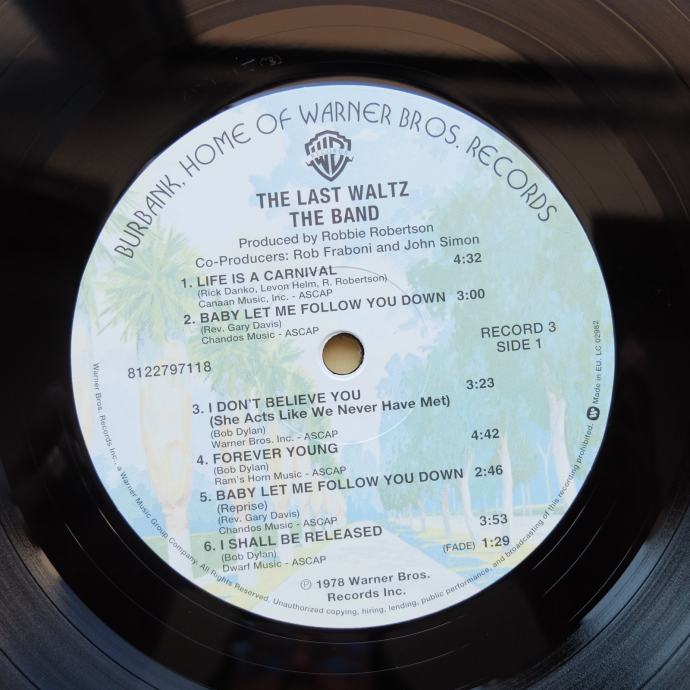 BURBANK, HOME OF WARNER BROS. RECORDS
THE LAST WALTZ
THE BAND
Produced by Robbie Robertson
Co-Producers: Rob Fraboni and John Simon
1. LIFE IS A CARNIVAL 4:32
(Rick Danko, Levon Helm, R. Robertson)
Canaan Music, Inc. - ASCAP
2. BABY LET ME FOLLOW YOU DOWN 3:00
(Rev. Gary Davis)
Chandos Music - ASCAP
RECORD 3
SIDE 1
8122797118
3. I DON'T BELIEVE YOU 3:23
(She Acts Like We Never Have Met)
(Bob Dylan)
Warner Bros. Inc. - ASCAP
4. FOREVER YOUNG 4:42
(Bob Dylan)
Ram's Horn Music - ASCAP
5. BABY LET ME FOLLOW YOU DOWN 2:46
(Reprise)
(Rev. Gary Davis)
Chandos Music - ASCAP
6. I SHALL BE RELEASED 3:53
(Bob Dylan)
Dwarf Music - ASCAP
(FADE) 1:29
℗ 1978 Warner Bros.
Records Inc.
Warner Bros. Records Inc., a Warner Music Group Company. All Rights Reserved. Unauthorized copying, hiring, lending, public performance, and broadcasting of this recording prohibited. Made in EU. LC 02982